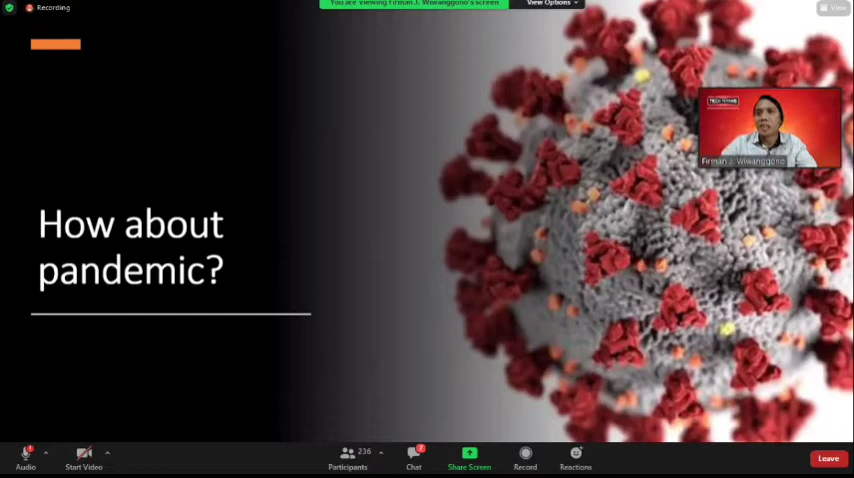 Recording
You are viewing Firman J. Wiwanggono's screen
View Options
View
TECH TITANS
Firman J. Wiwanggono
How about
pandemic?
236
7
Audio
Start Video
Participants
Chat
Share Screen
Record
Reactions
Leave